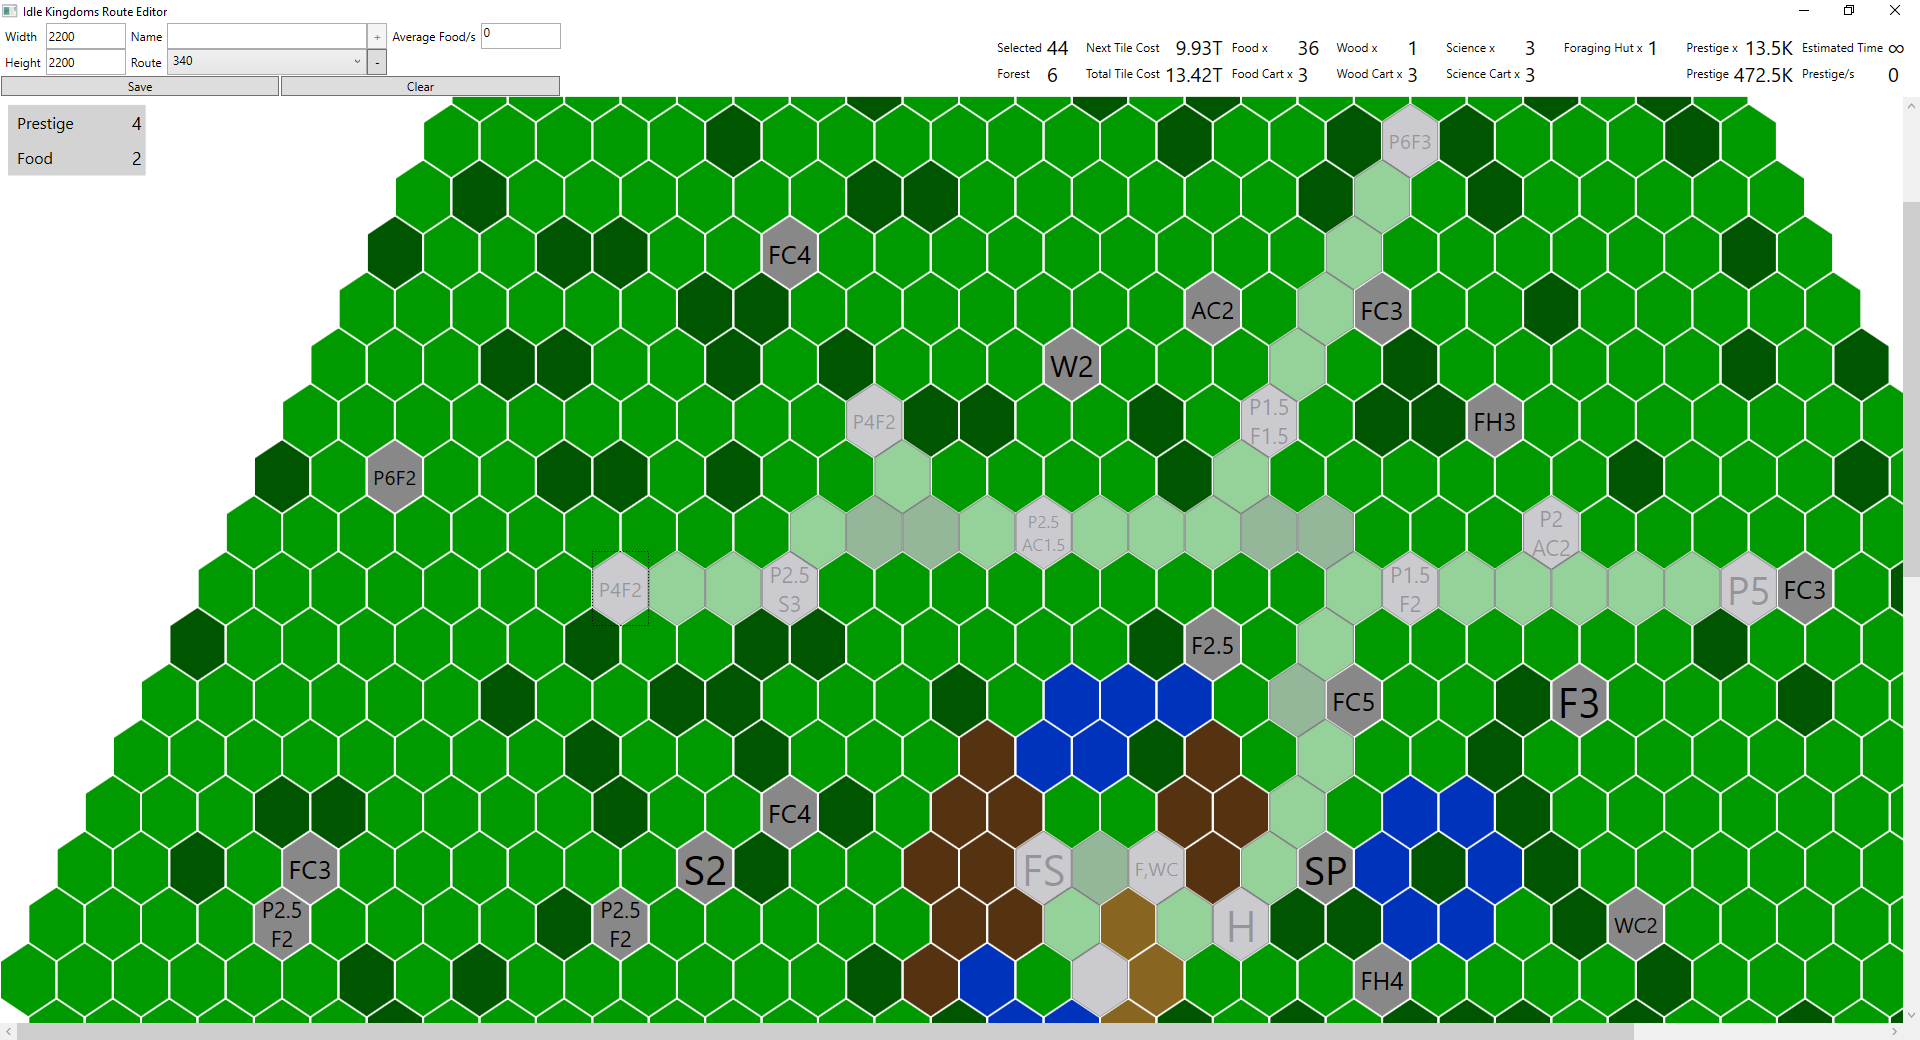 Idle Kingdoms Route Editor
Width 2200 Name + Average Food/s 0
Height 2200 Route 340 -
Save Clear
Selected 44 Next Tile Cost 9.93T Food x 36 Wood x 1 Science x 3 Foraging Hut x 1 Prestige x 13.5K Estimated Time ∞
Forest 6 Total Tile Cost 13.42T Food Cart x 3 Wood Cart x 3 Science Cart x 3 Prestige 472.5K Prestige/s 0
Prestige 4
Food 2
P6F3
FC4
AC2
FC3
W2
P4F2
P1.5
F1.5
FH3
P6F2
P2.5
AC1.5
P2
AC2
P4F2
P2.5
S3
P1.5
F2
P5
FC3
F2.5
FC5
F3
FC4
FC3
S2
FS
F,WC
SP
P2.5
F2
P2.5
F2
H
WC2
FH4